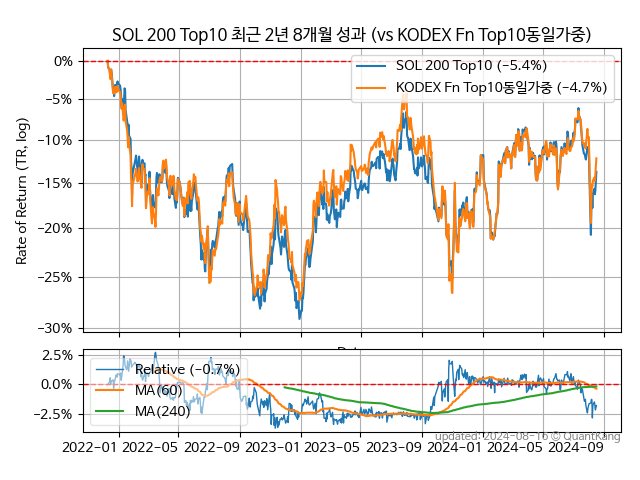 SOL 200 Top10 최근 2년 8개월 성과 (vs KODEX Fn Top10동일가중)
Rate of Return (TR, log)
0%
−5%
−10%
−15%
−20%
−25%
−30%
SOL 200 Top10 (−5.4%)
KODEX Fn Top10동일가중 (−4.7%)
2.5%
0.0%
−2.5%
Relative (−0.7%)
MA(60)
MA(240)
2022−01 2022−05 2022−09 2023−01 2023−05 2023−09 2024−01 2024−05 2024−09
updated: 2024−08−16 © QuantKang